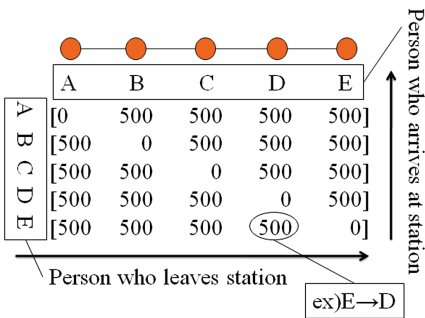 A B C D E
A [0 500 500 500 500]
B [500 0 500 500 500]
C [500 500 0 500 500]
D [500 500 500 0 500]
E [500 500 500 500 0]
Person who arrives at station
Person who leaves station
ex)E→D